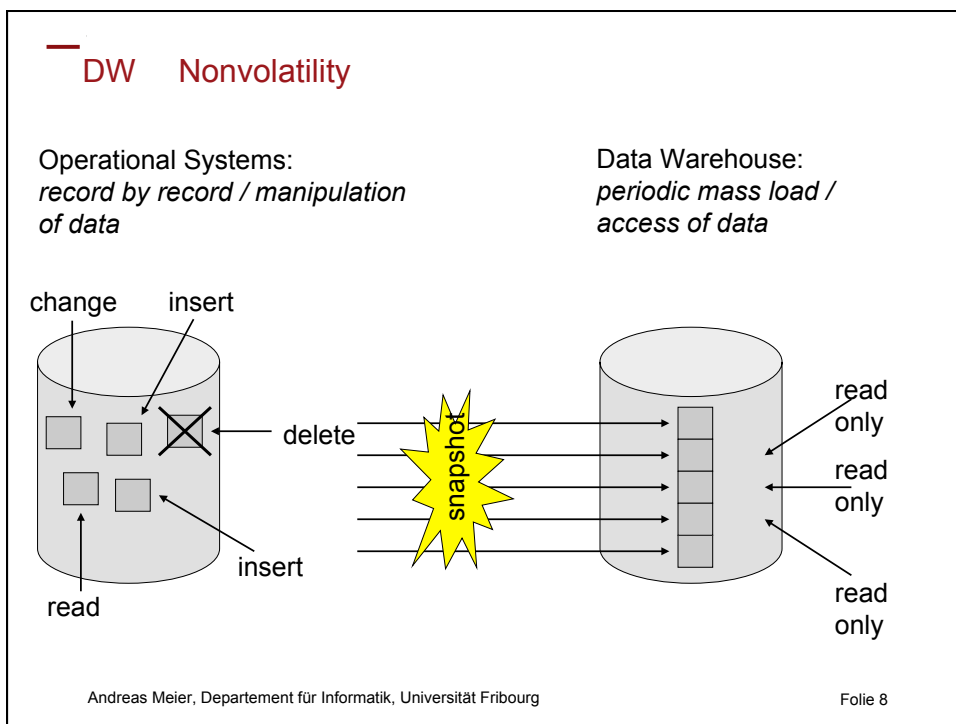 DW Nonvolatility
Operational Systems:
record by record / manipulation
of data
Data Warehouse:
periodic mass load /
access of data
change
insert
delete
insert
read
snapshot
read
only
read
only
read
only
Andreas Meier, Departement für Informatik, Universität Fribourg
Folie 8